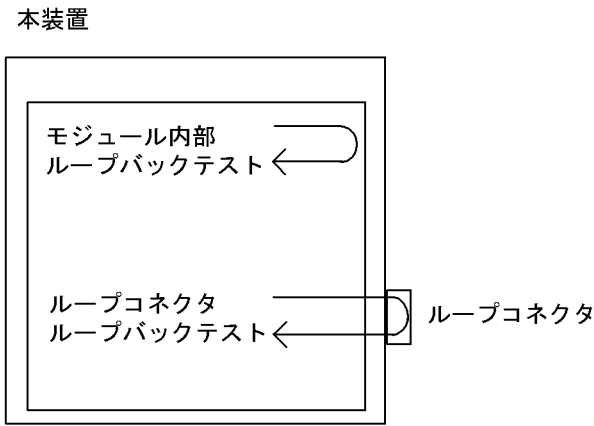 本装置
モジュール内部
ループバックテスト
ループコネクタ
ループバックテスト
ループコネクタ